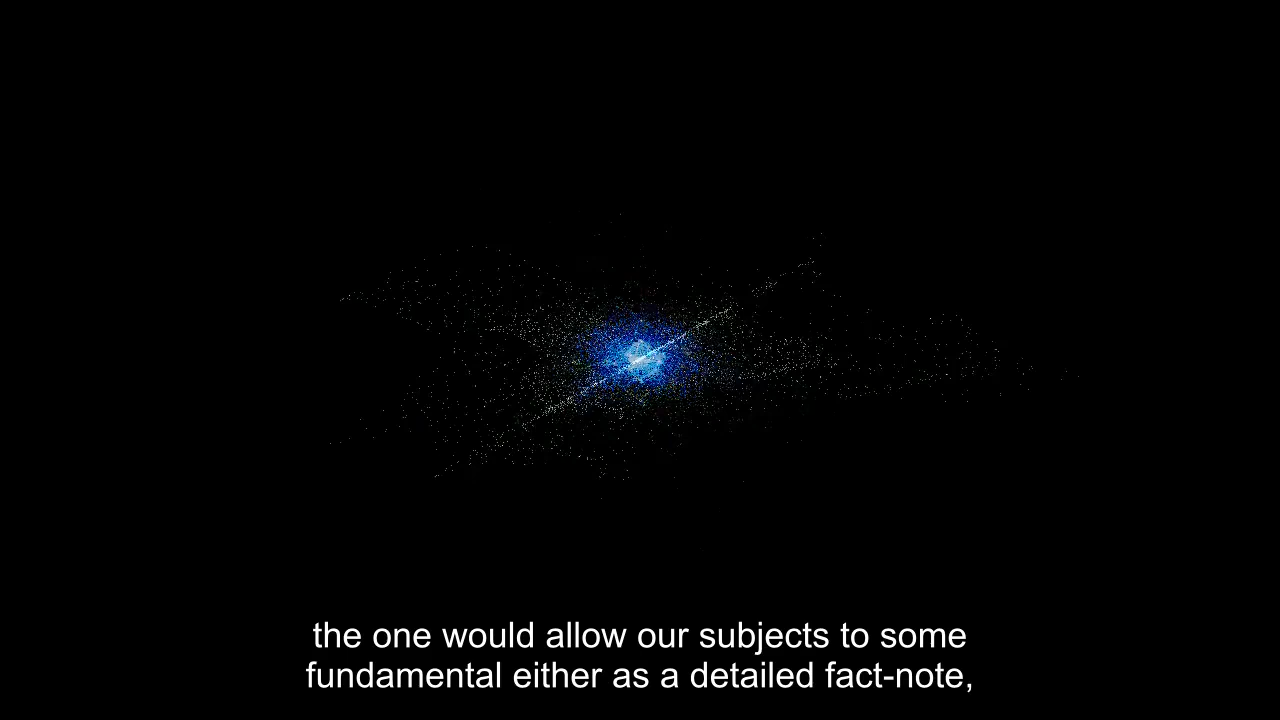 the one would allow our subjects to some
fundamental either as a detailed fact-note,